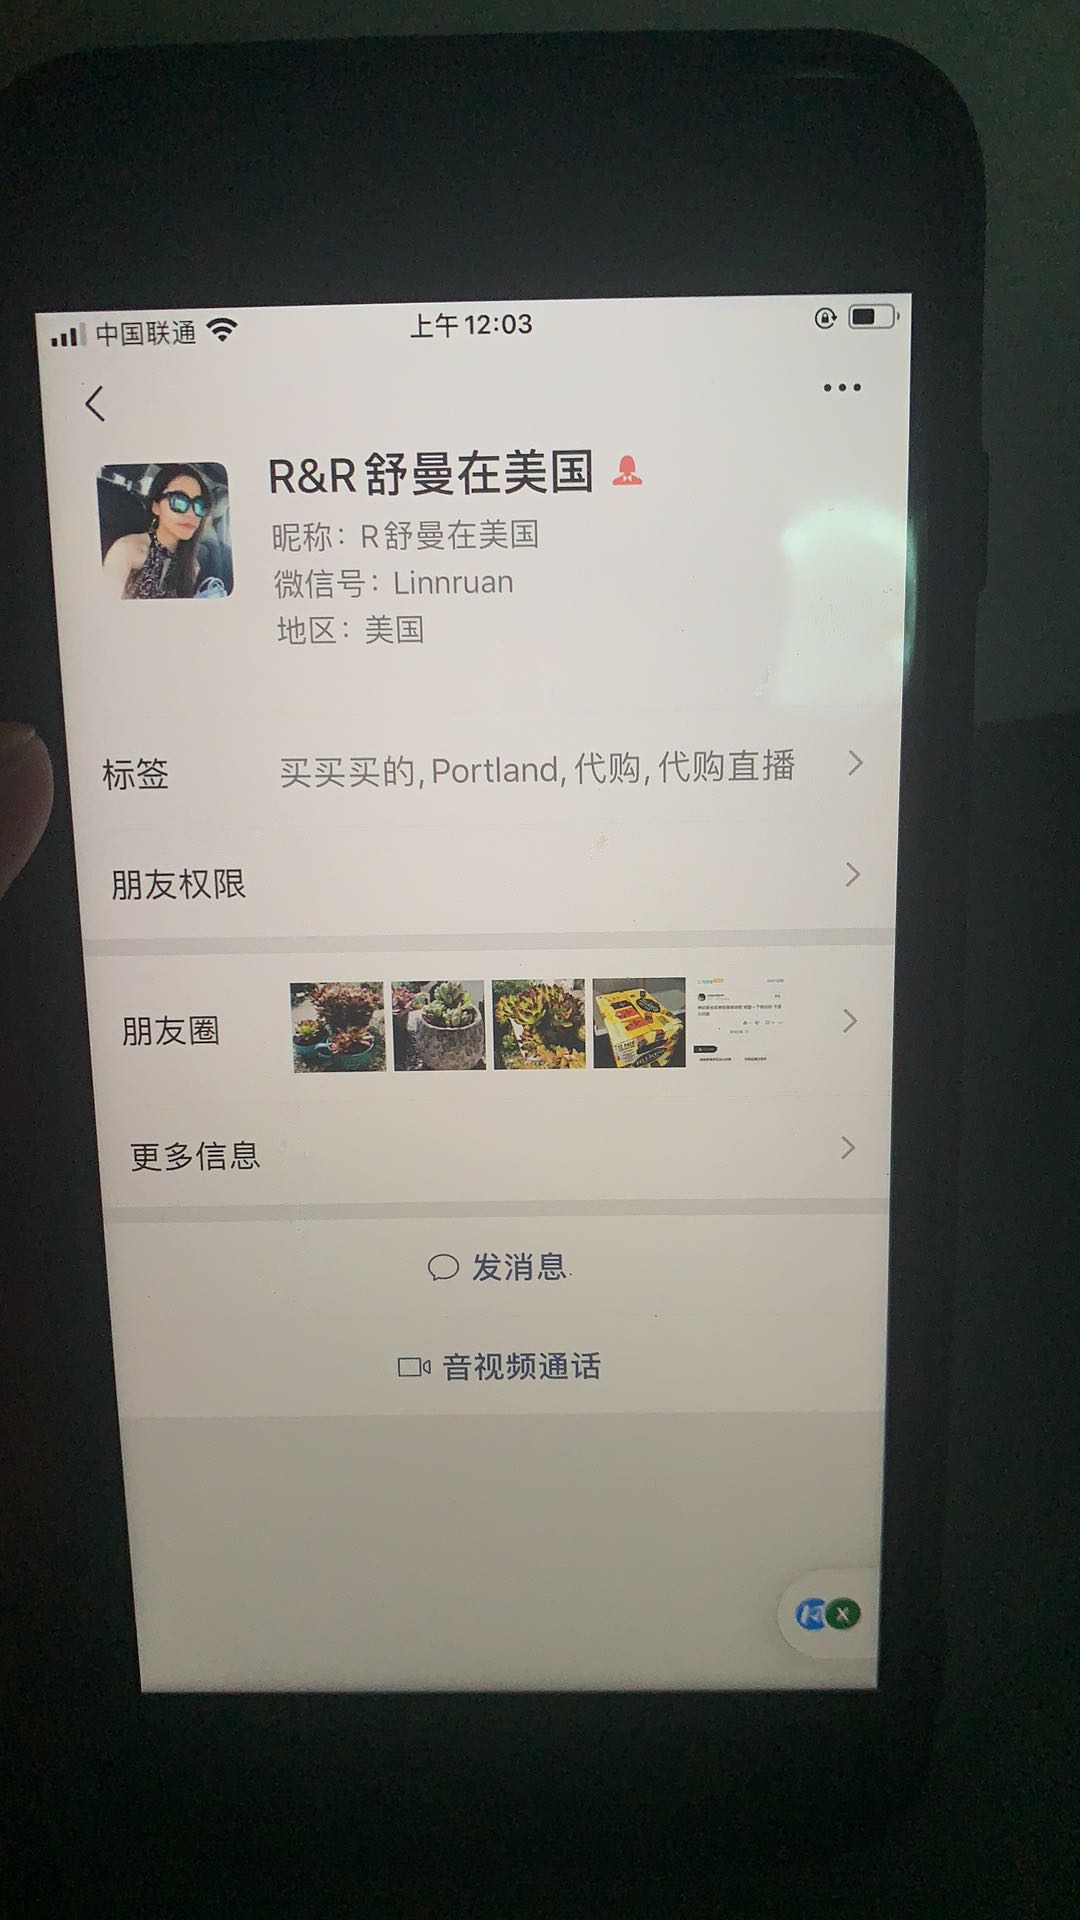 中国联通
上午12:03
R&R舒曼在美国
昵称：R舒曼在美国
微信号：Linnruan
地区：美国
标签
买买买的,Portland,代购,代购直播
朋友权限
朋友圈
更多信息
发消息
音视频通话